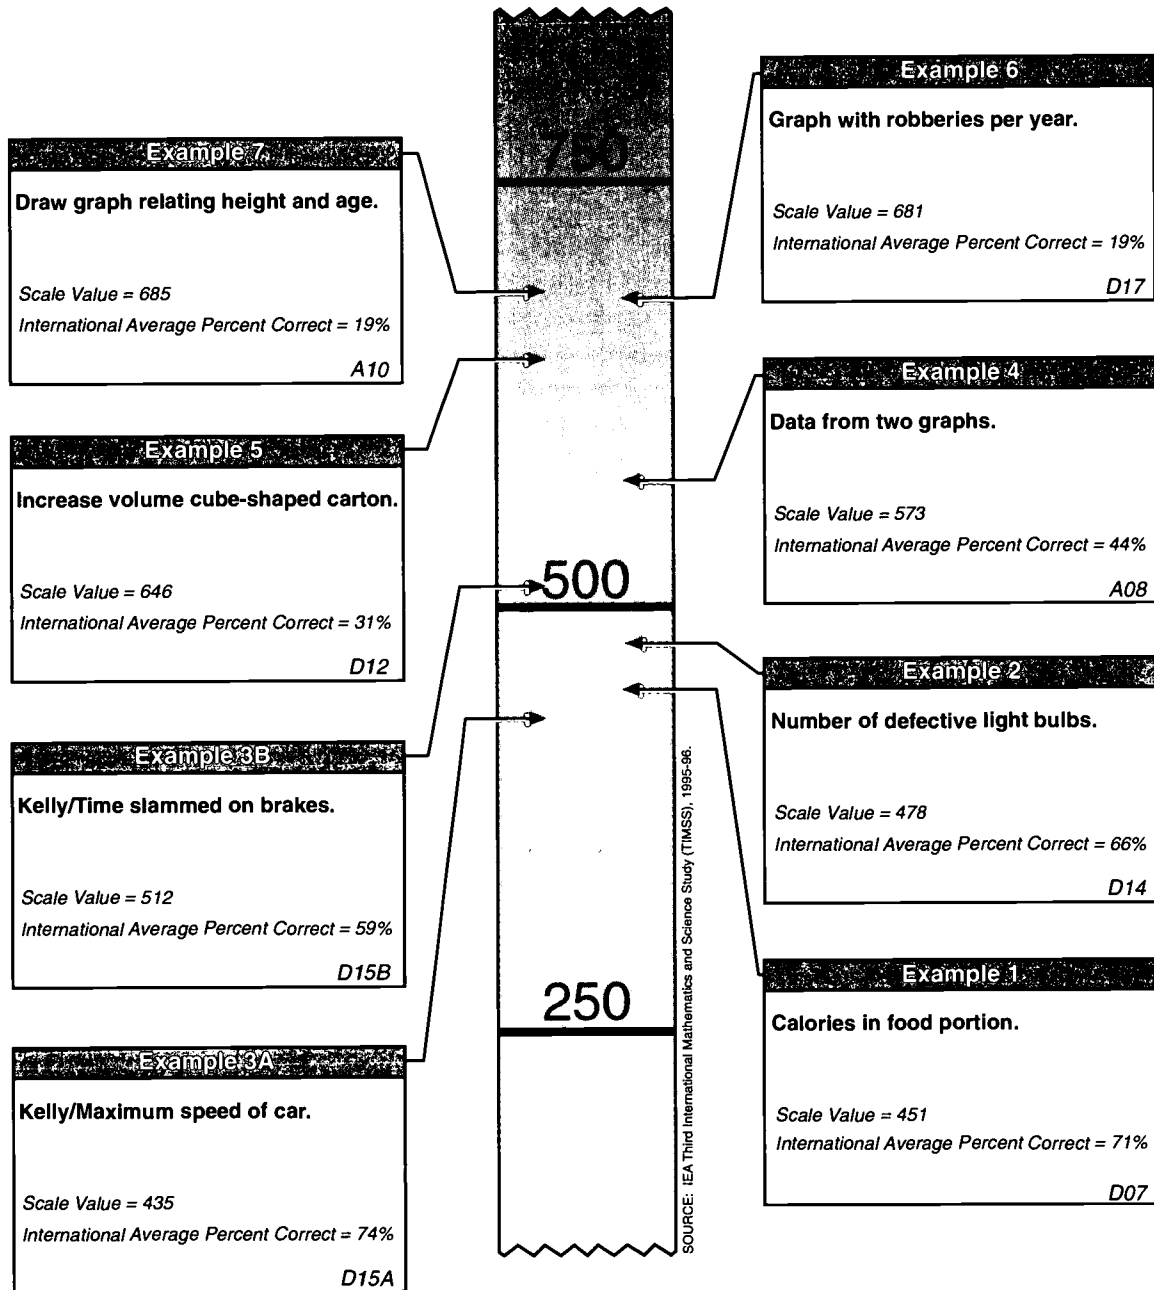 Example 6
Graph with robberies per year.
Scale Value = 681
International Average Percent Correct = 19%
D17
Example 7
Draw graph relating height and age.
Scale Value = 685
International Average Percent Correct = 19%
A10
750
Example 4
Data from two graphs.
Scale Value = 573
International Average Percent Correct = 44%
A08
Example 5
Increase volume cube-shaped carton.
Scale Value = 646
International Average Percent Correct = 31%
D12
500
Example 2
Number of defective light bulbs.
Scale Value = 478
International Average Percent Correct = 66%
D14
Example 3B
Kelly/Time slammed on brakes.
Scale Value = 512
International Average Percent Correct = 59%
D15B
250
Example 1
Calories in food portion.
Scale Value = 451
International Average Percent Correct = 71%
D07
Example 3A
Kelly/Maximum speed of car.
Scale Value = 435
International Average Percent Correct = 74%
D15A
SOURCE: IEA Third International Mathematics and Science Study (TIMSS), 1995-96.